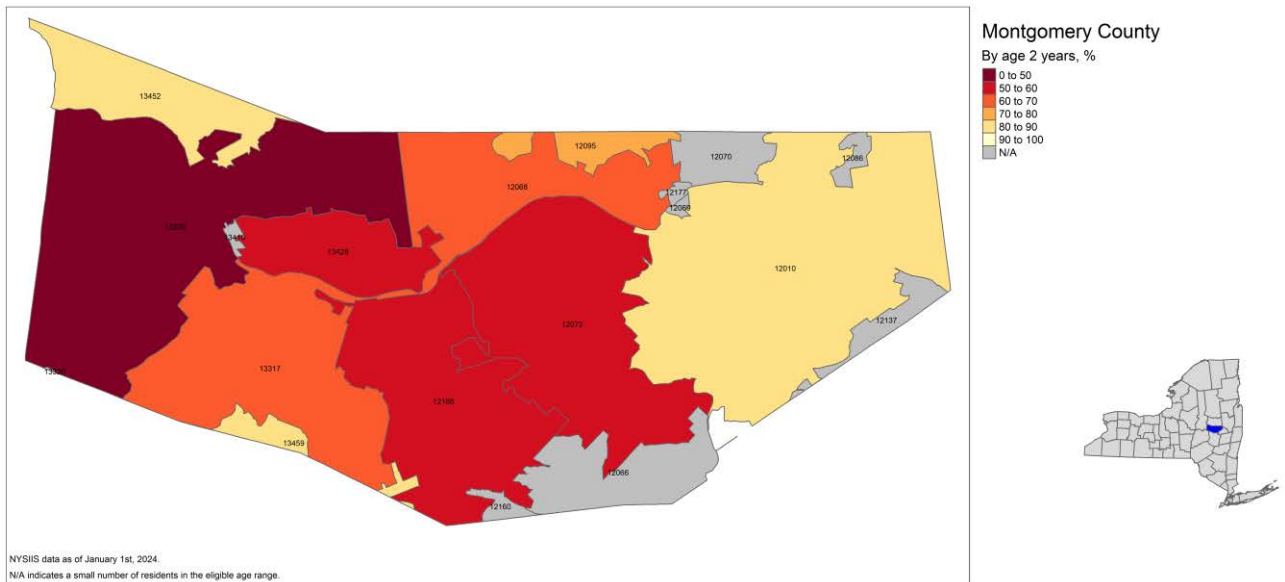 Montgomery County
By age 2 years, %
0 to 50
50 to 60
60 to 70
70 to 80
80 to 90
90 to 100
N/A
13452
12095
12070
12086
12068
12177
12069
13428
12010
12072
12137
13317
12166
13459
12066
12160
NYSIIS data as of January 1st, 2024.
N/A indicates a small number of residents in the eligible age range.